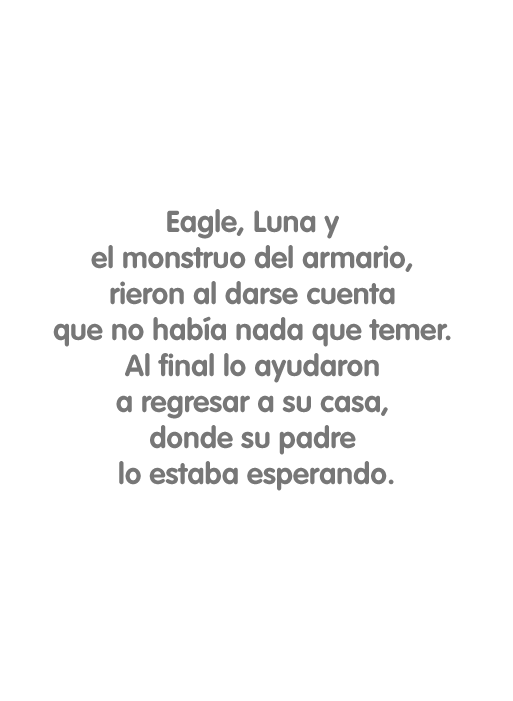 Eagle, Luna y
el monstruo del armario,
rieron al darse cuenta
que no había nada que temer.
Al final lo ayudaron
a regresar a su casa,
donde su padre
lo estaba esperando.